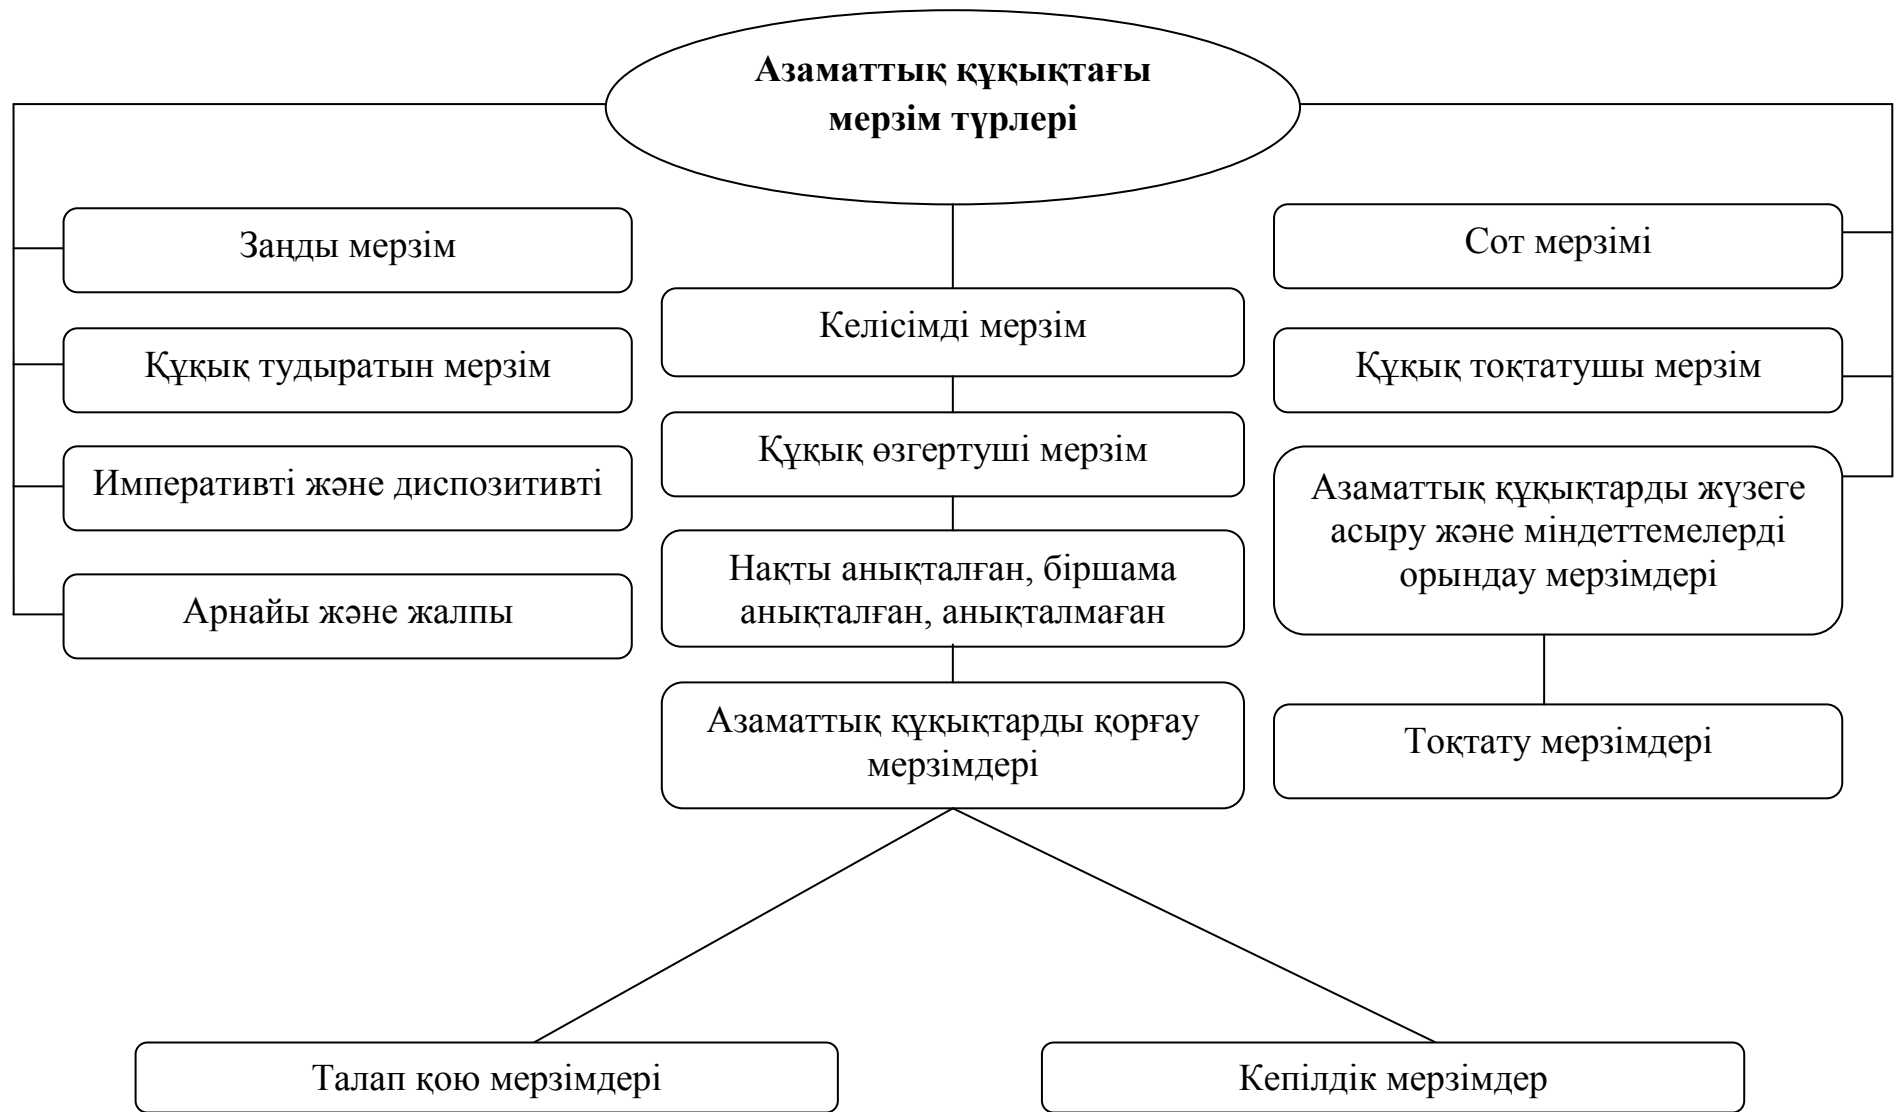 Азаматтық құқықтағы
мерзім түрлері
Заңды мерзім
Құқық тудыратын мерзім
Императивті және диспозитивті
Арнайы және жалпы
Келісімді мерзім
Құқық өзгертуші мерзім
Нақты анықталған, біршама
анықталған, анықталмаған
Азаматтық құқықтарды қорғау
мерзімдері
Сот мерзімі
Құқық тоқтатушы мерзім
Азаматтық құқықтарды жүзеге
асыру және міндеттемелерді
орындау мерзімдері
Тоқтату мерзімдері
Талап қою мерзімдері
Кепілдік мерзімдер